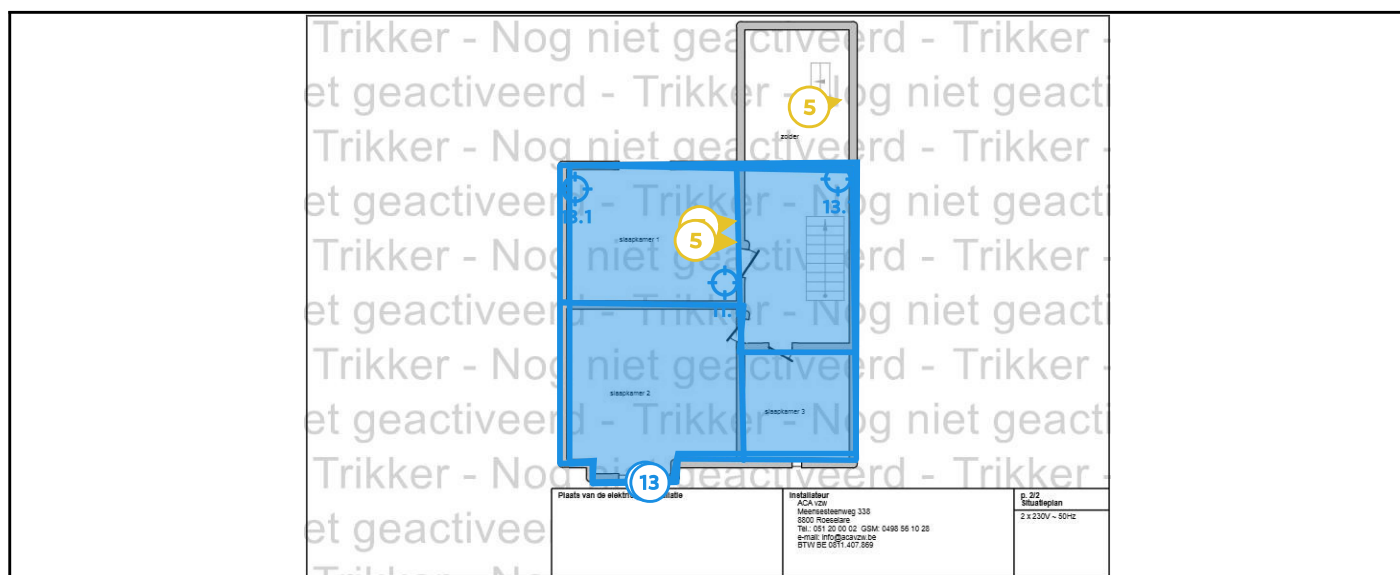 Trikker - Nog niet geactiveerd - Trikker -
et geactiveerd - Trikker - Nog niet geacti
5
zolder
Trikker - Nog niet geactiveerd - Trikker -
et geactiveerd - Trikker - Nog niet geacti
13.1
13.
slaapkamer 1
5
Trikker - Nog niet geactiveerd - Trikker -
et geactiveerd - Trikker - Nog niet geacti
11.
Trikker - Nog niet geactiveerd - Trikker -
slaapkamer 2
slaapkamer 3
et geactiveerd - Trikker - Nog niet geacti
Trikker - Nog niet geactiveerd - Trikker -
13
Plaats van de elektri
latie
Installateur
ACA vzw
Meensesteenweg 338
8800 Roeselare
Tel.: 051 20 00 02 GSM: 0498 56 10 28
e-mail: info@acavzw.be
BTW BE 0811.407.869
p. 2/2
Situatieplan
2 x 230V ~ 50Hz
et geactivee